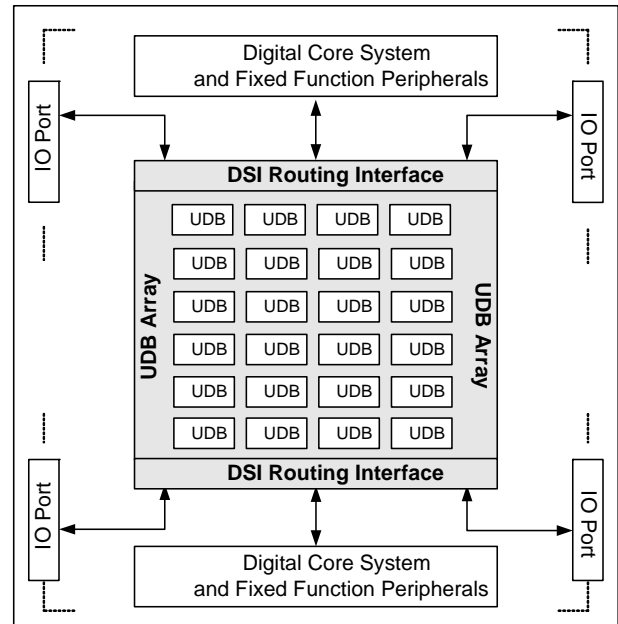 Digital Core System
and Fixed Function Peripherals
IO Port
IO Port
DSI Routing Interface
UDB UDB UDB UDB
UDB UDB UDB UDB
UDB UDB UDB UDB
UDB UDB UDB UDB
UDB UDB UDB UDB
UDB UDB UDB UDB
UDB Array
UDB Array
DSI Routing Interface
IO Port
IO Port
Digital Core System
and Fixed Function Peripherals